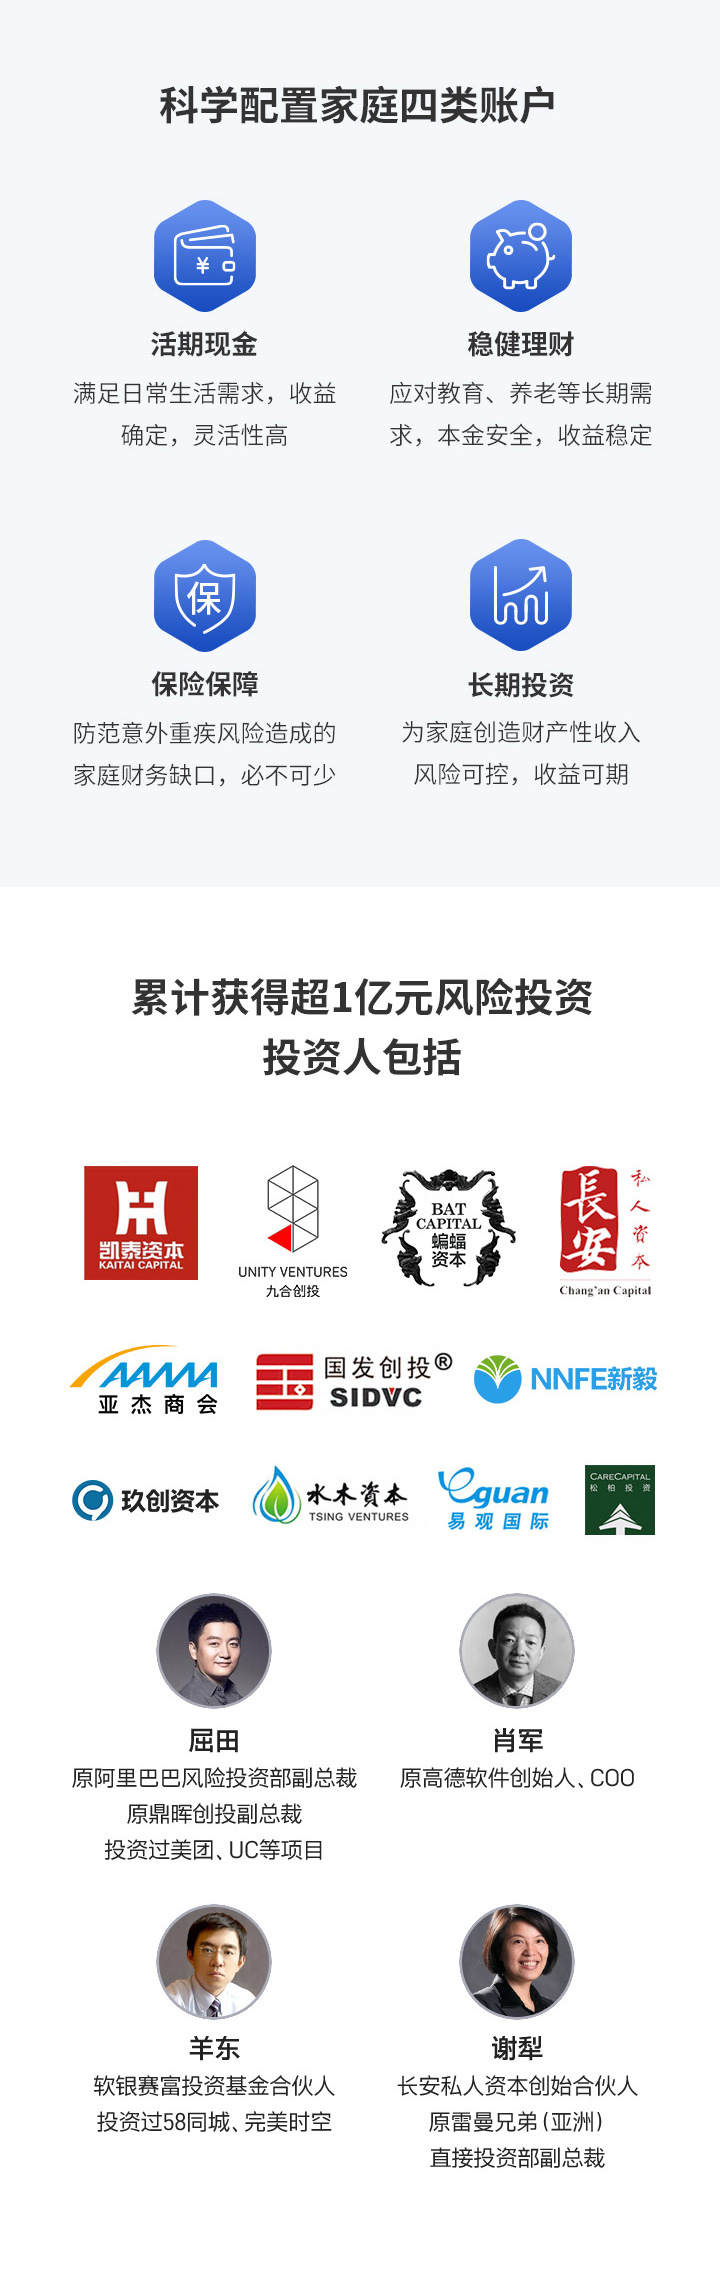 科学配置家庭四类账户
¥
活期现金
满足日常生活需求，收益
确定，灵活性高
稳健理财
应对教育、养老等长期需
求，本金安全，收益稳定
保
保险保障
防范意外重疾风险造成的
家庭财务缺口，必不可少
长期投资
为家庭创造财产性收入
风险可控，收益可期
累计获得超1亿元风险投资
投资人包括
凯泰资本
KAITAI CAPITAL
UNITY VENTURES
九合创投
BAT
CAPITAL
蝙蝠
资本
長安
私人资本
Chang'an Capital
AAMA
亚杰商会
国发创投®
SIDVC
NNFE新毅
玖创资本
水木资本
TSING VENTURES
eguan
易观国际
CARECAPITAL
松柏投资
屈田
原阿里巴巴风险投资部副总裁
原鼎晖创投副总裁
投资过美团、UC等项目
肖军
原高德软件创始人、COO
羊东
软银赛富投资基金合伙人
投资过58同城、完美时空
谢犁
长安私人资本创始合伙人
原雷曼兄弟（亚洲）
直接投资部副总裁